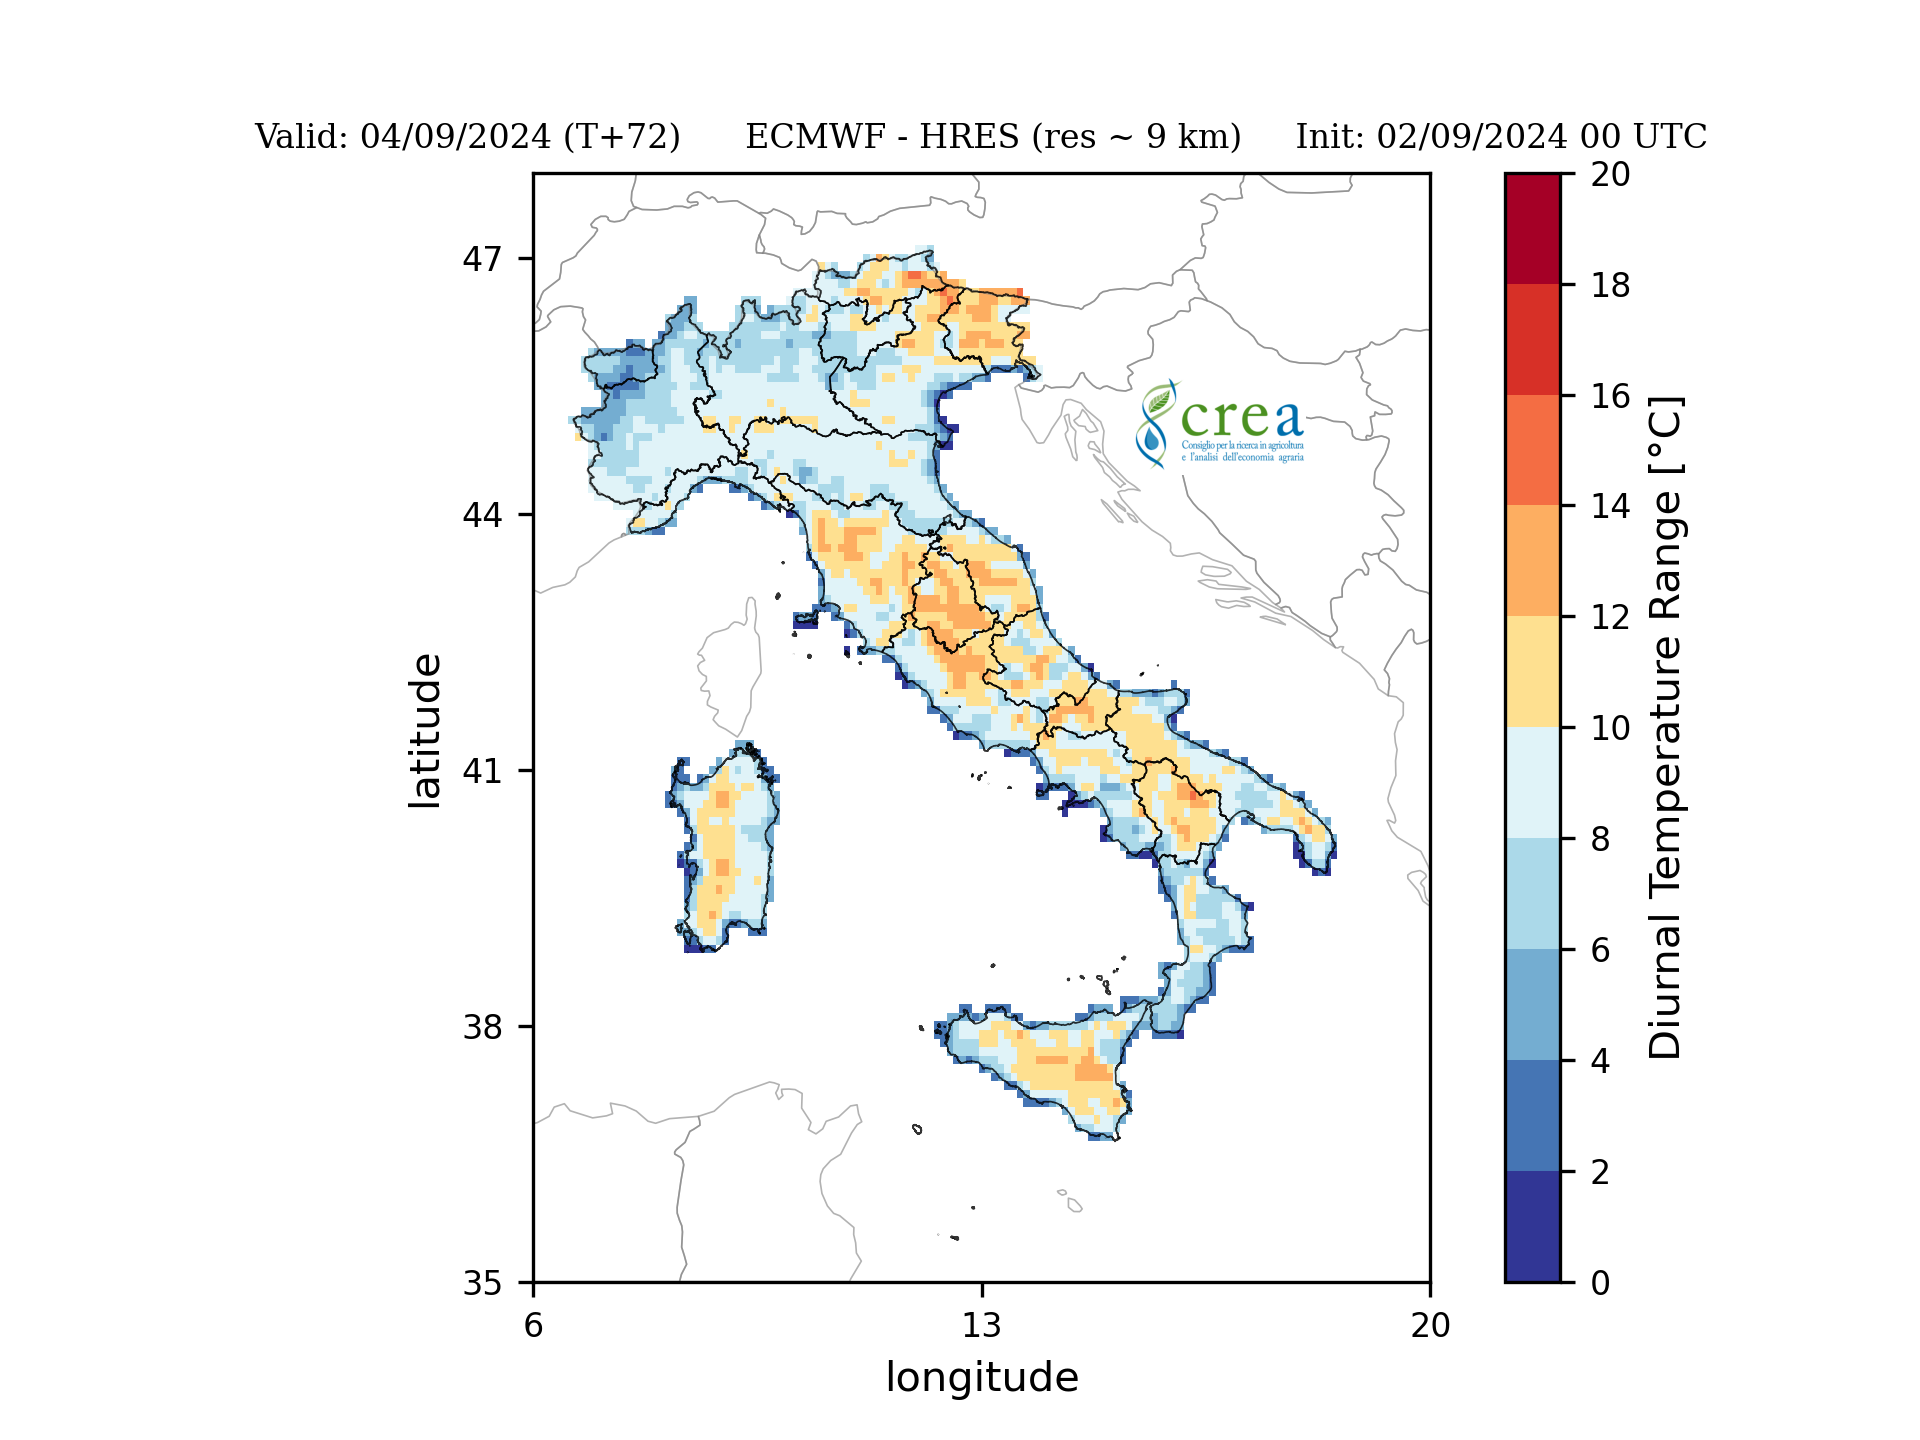 Valid: 04/09/2024 (T+72) ECMWF - HRES (res ~ 9 km) Init: 02/09/2024 00 UTC
20
18
16
14
12
10
8
6
4
2
0
Diurnal Temperature Range [°C]
47
44
41
38
35
latitude
6 13 20
longitude
crea
Consiglio per la ricerca in agricoltura
e l'analisi dell'economia agraria